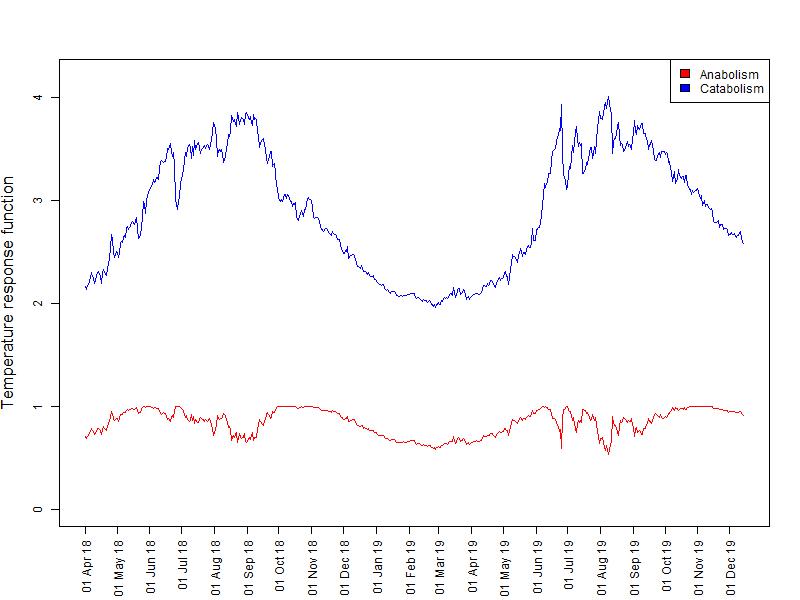 Anabolism
Catabolism
Temperature response function
4
3
2
1
0
01 Apr 18
01 May 18
01 Jun 18
01 Jul 18
01 Aug 18
01 Sep 18
01 Oct 18
01 Nov 18
01 Dec 18
01 Jan 19
01 Feb 19
01 Mar 19
01 Apr 19
01 May 19
01 Jun 19
01 Jul 19
01 Aug 19
01 Sep 19
01 Oct 19
01 Nov 19
01 Dec 19